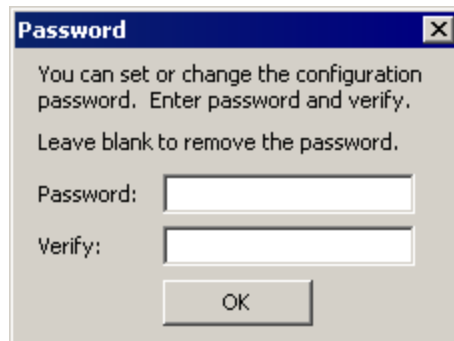 Password
You can set or change the configuration
password.  Enter password and verify.
Leave blank to remove the password.
Password:
Verify:
OK